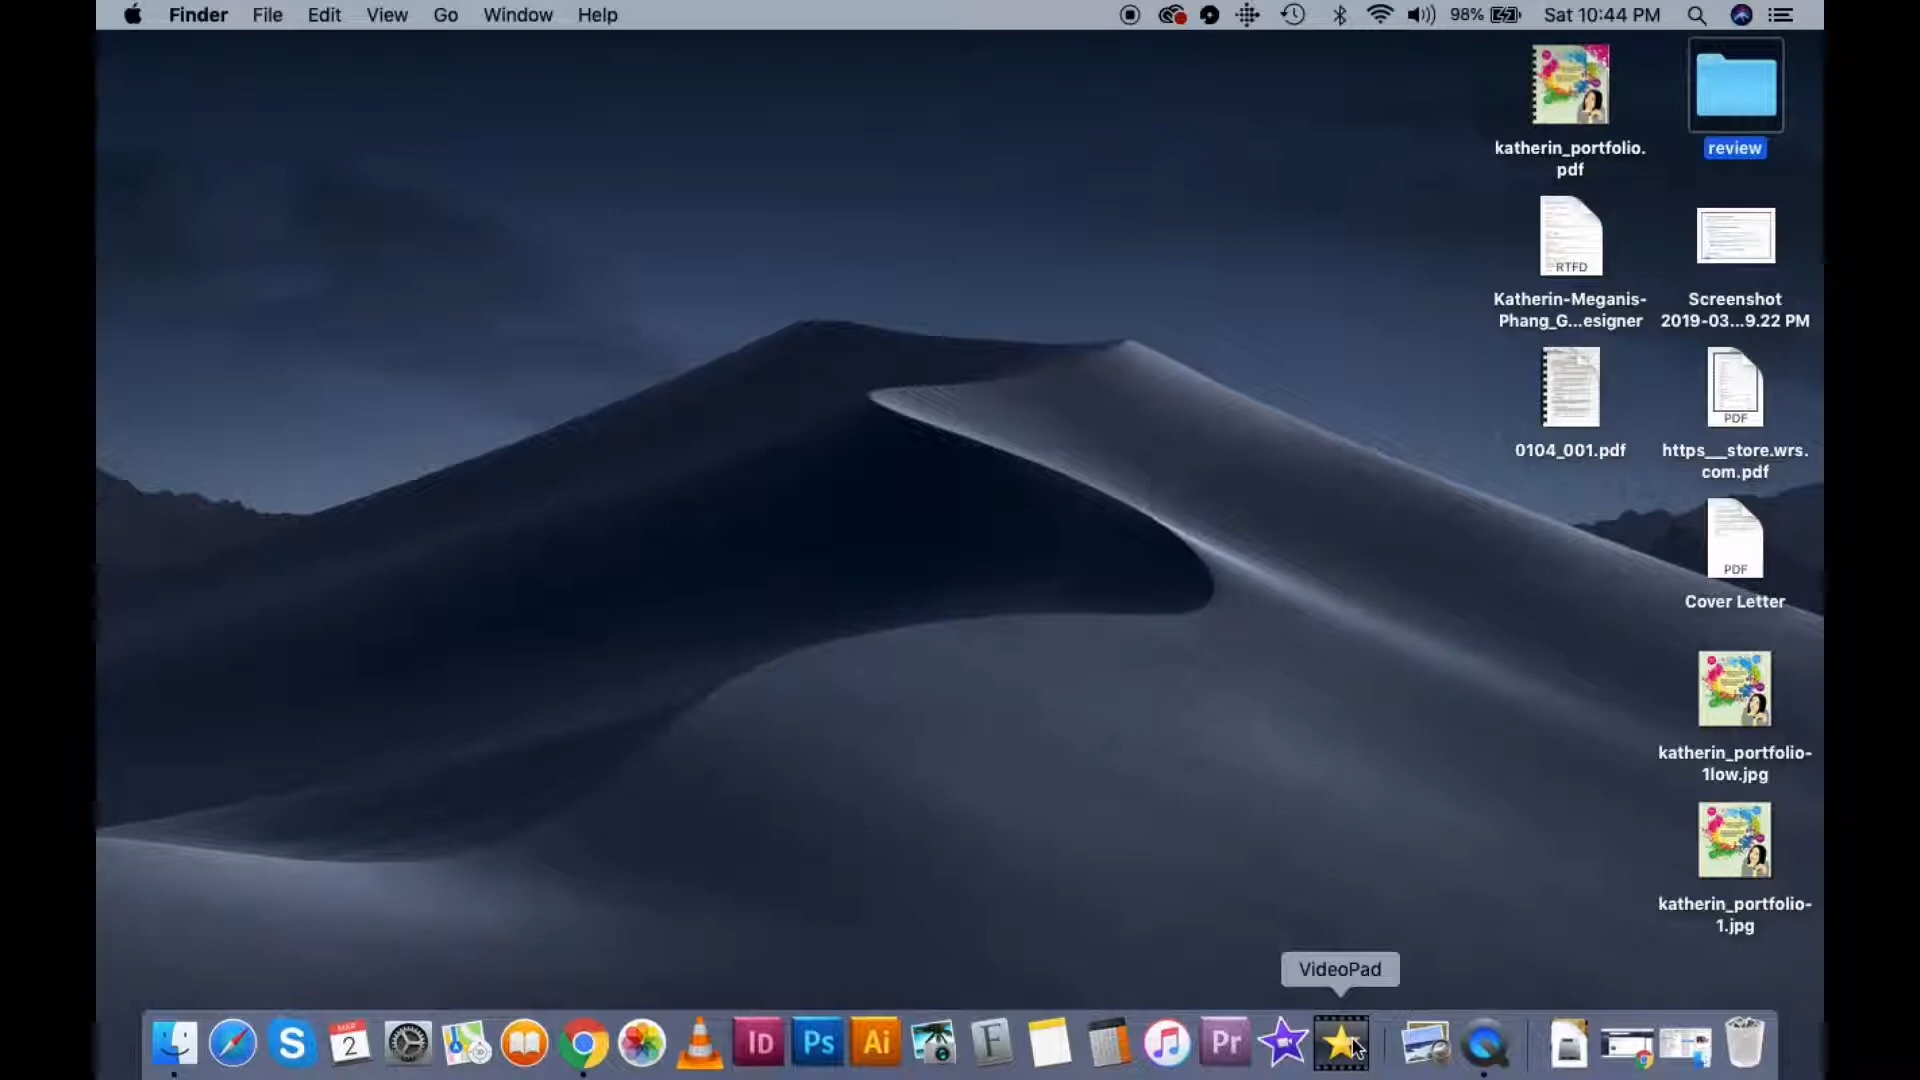 Finder File Edit View Go Window Help 98% Sat 10:44 PM
katherin_portfolio.
pdf
review
RTFD
Katherin-Meganis-
Phang_G...esigner
Screenshot
2019-03...9.22 PM
0104_001.pdf
PDF
https__store.wrs.
com.pdf
PDF
Cover Letter
katherin_portfolio-
1low.jpg
katherin_portfolio-
1.jpg
VideoPad
S
MAR
2
Id
Ps
Ai
F
Pr